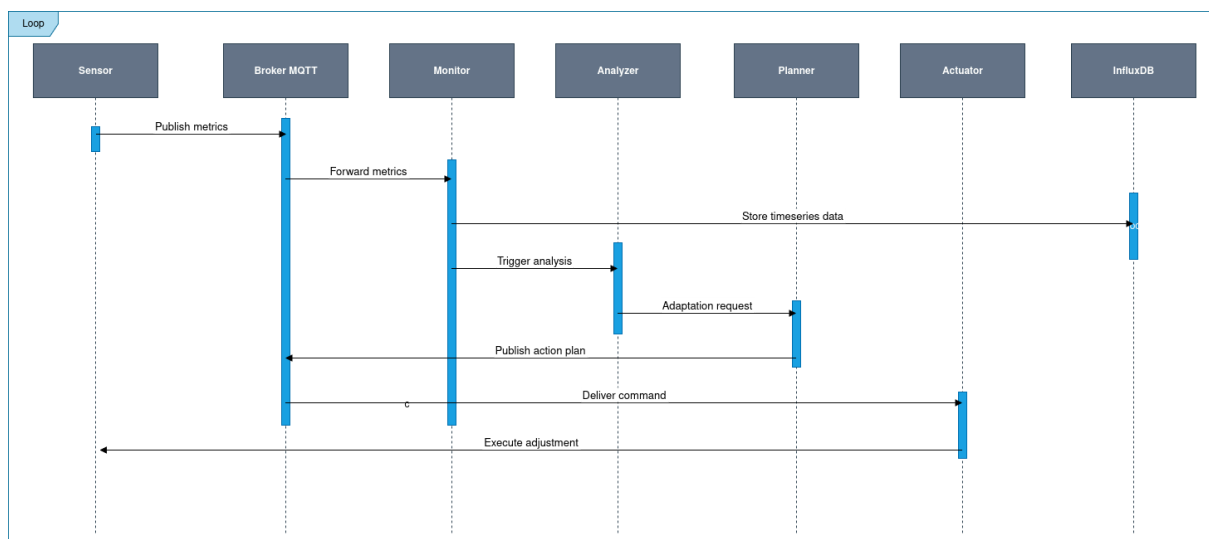 Loop
Sensor
Broker MQTT
Monitor
Analyzer
Planner
Actuator
InfluxDB
Publish metrics
Forward metrics
Store timeseries data
Trigger analysis
Adaptation request
Publish action plan
Deliver command
c
Execute adjustment